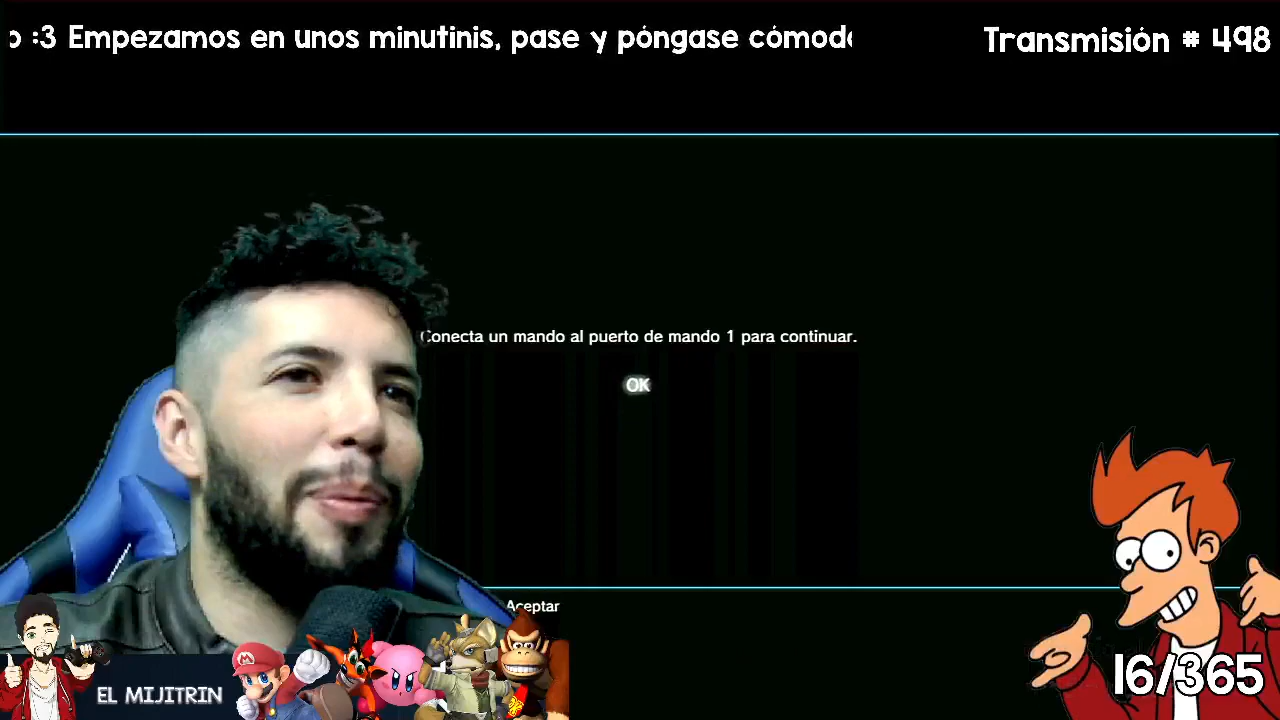 :3 Empezamos en unos minutinis, pase y póngase
Transmisión # 498
Conecta un mando al puerto de mando 1 para continuar.
OK
Aceptar
EL MIJITRIN
16/365